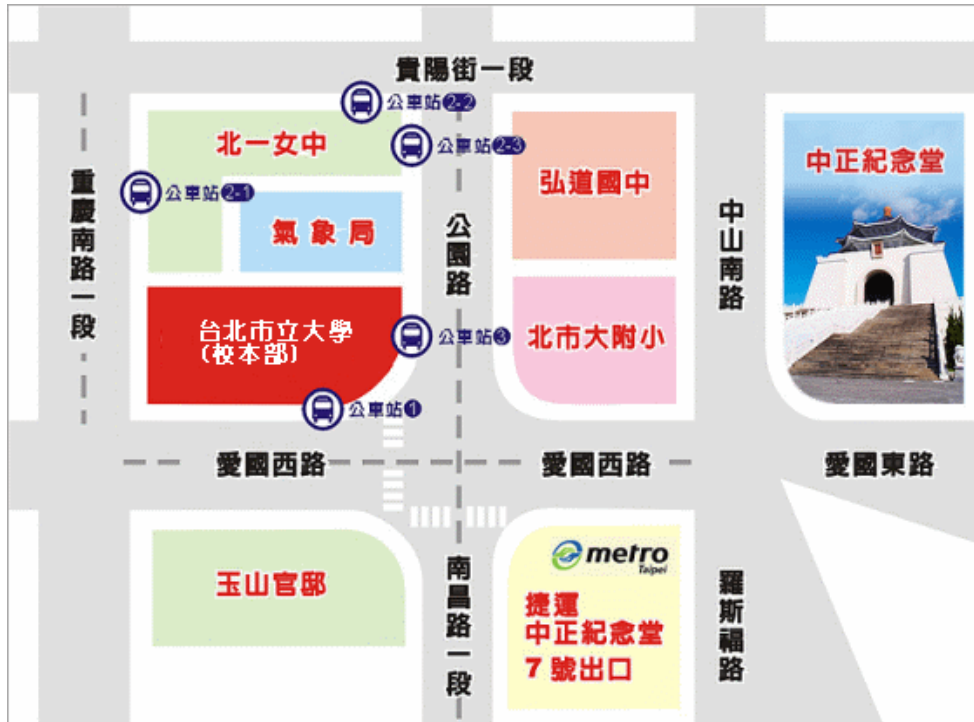 貴陽街一段
公車站2-2
北一女中
公車站2-3
中正紀念堂
弘道國中
公車站2-1
重慶南路一段
氣象局
公園路
中山南路
台北市立大學
(校本部)
公車站3
北市大附小
公車站1
愛國西路
愛國西路
愛國東路
玉山官邸
南昌路一段
metro
Taipei
捷運
中正紀念堂
7號出口
羅斯福路